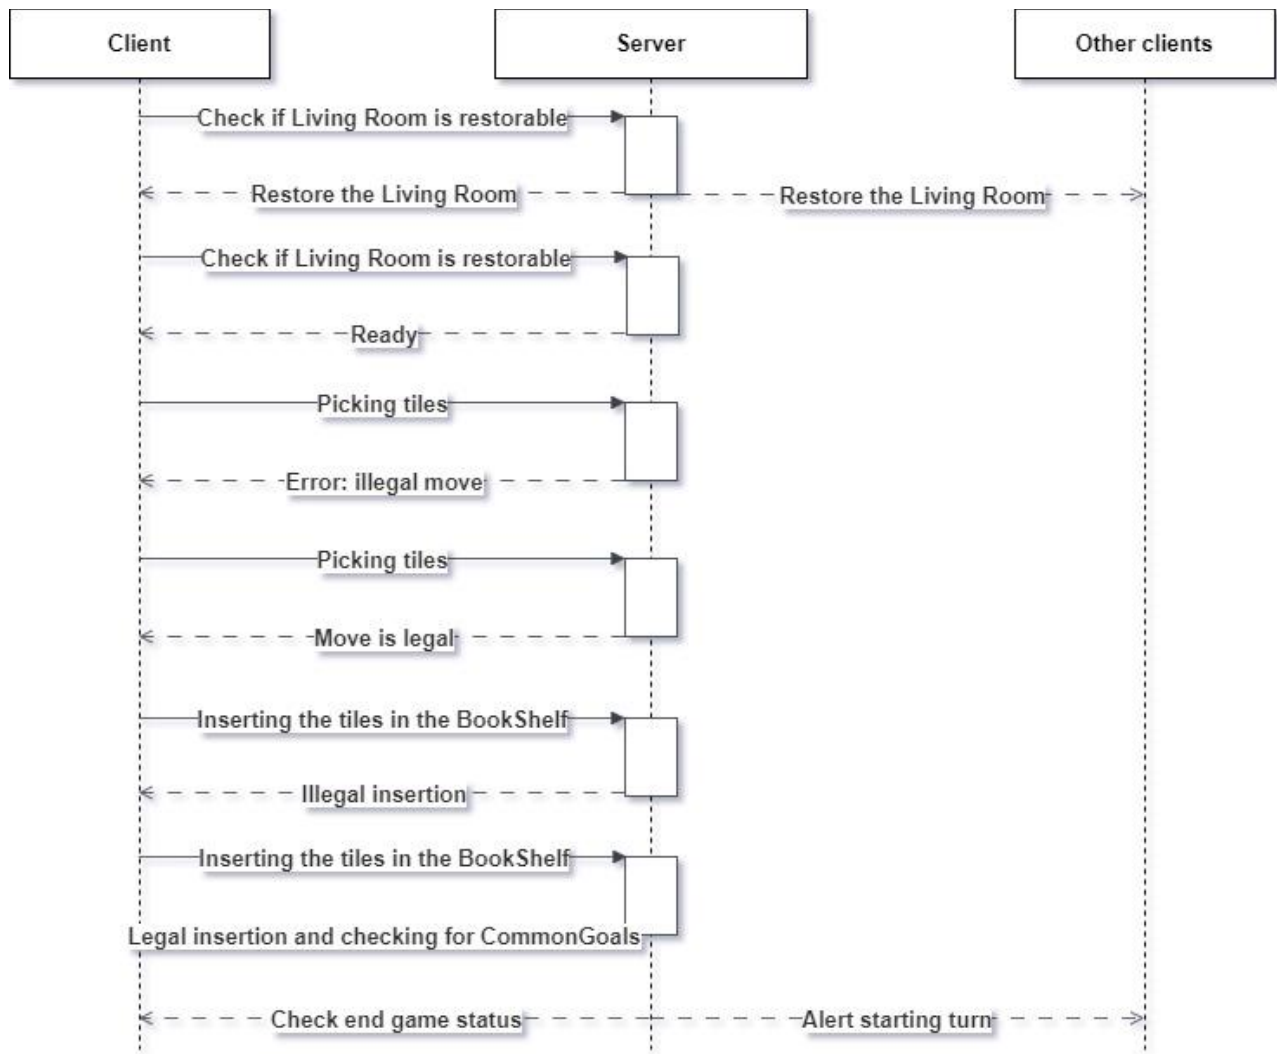 Client
Server
Other clients
Check if Living Room is restorable
Restore the Living Room
Restore the Living Room
Check if Living Room is restorable
Ready
Picking tiles
Error: illegal move
Picking tiles
Move is legal
Inserting the tiles in the BookShelf
Illegal insertion
Inserting the tiles in the BookShelf
Legal insertion and checking for CommonGoals
Check end game status
Alert starting turn